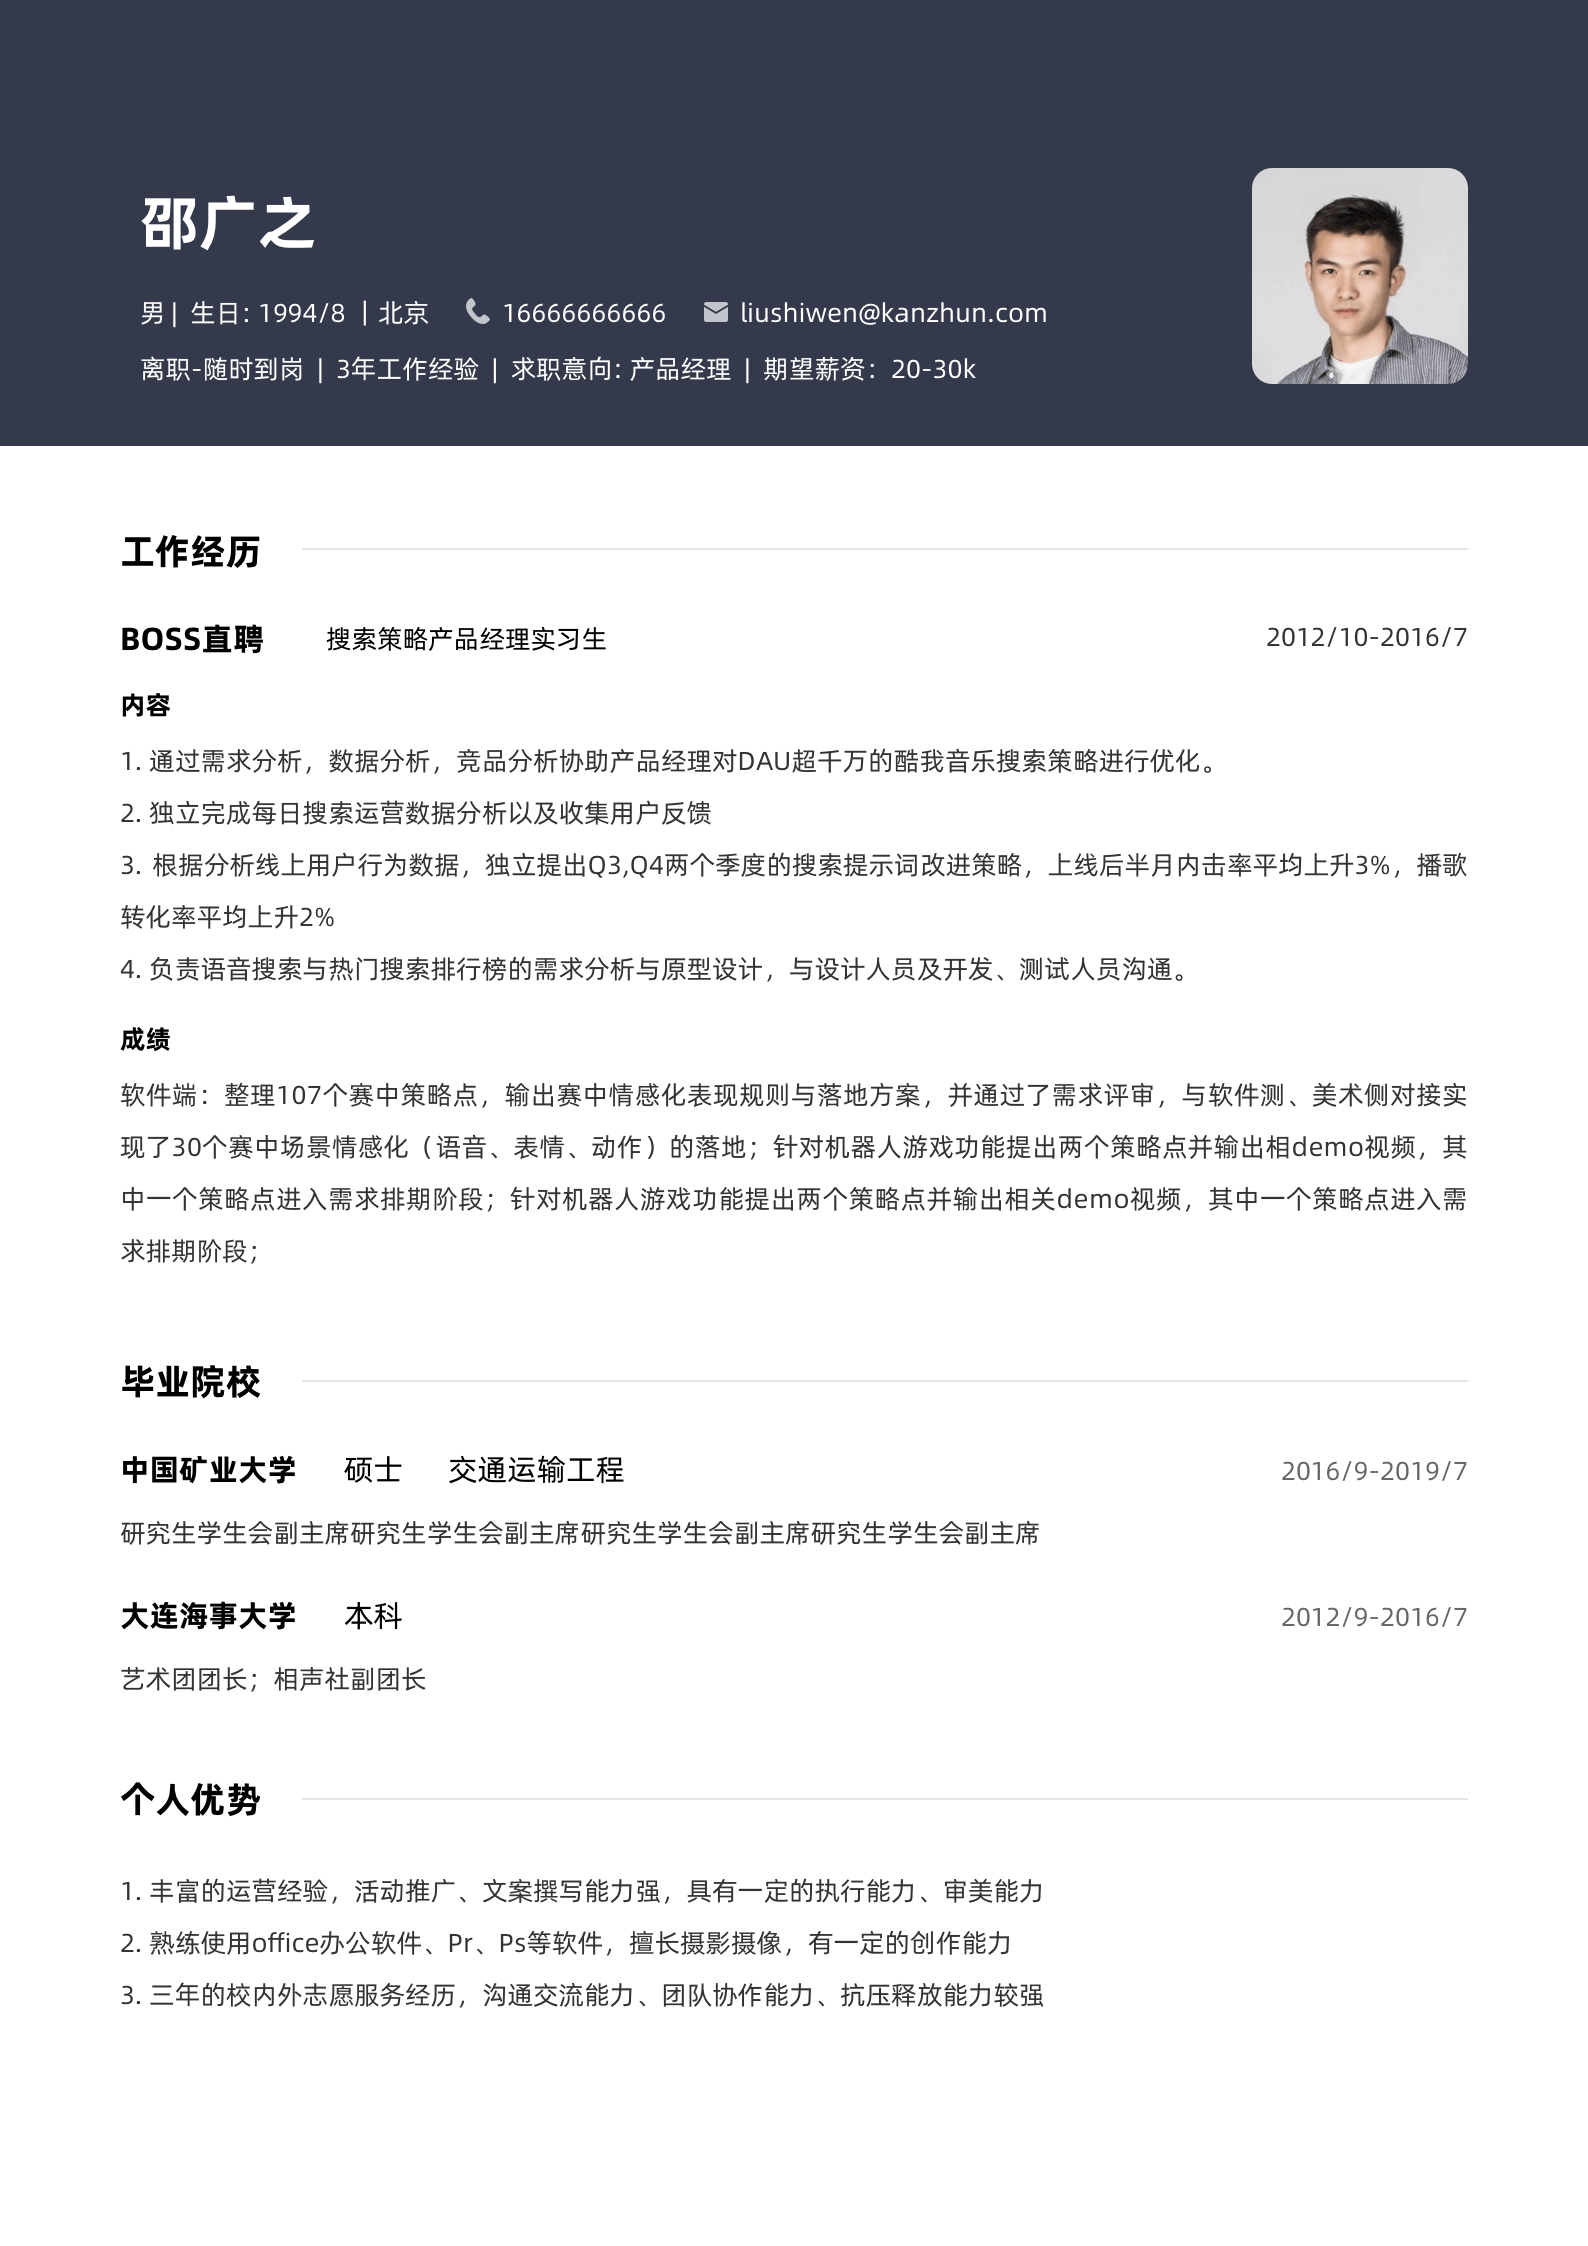 邵广之
男| 生日: 1994/8 | 北京 16666666666 liushiwen@kanzhun.com
离职-随时到岗 | 3年工作经验 | 求职意向: 产品经理 | 期望薪资：20-30k
工作经历
BOSS直聘 搜索策略产品经理实习生 2012/10-2016/7
内容
1. 通过需求分析，数据分析，竞品分析协助产品经理对DAU超千万的酷我音乐搜索策略进行优化。
2. 独立完成每日搜索运营数据分析以及收集用户反馈
3. 根据分析线上用户行为数据，独立提出Q3,Q4两个季度的搜索提示词改进策略，上线后半月内击率平均上升3%，播歌
转化率平均上升2%
4. 负责语音搜索与热门搜索排行榜的需求分析与原型设计，与设计人员及开发、测试人员沟通。
成绩
软件端：整理107个赛中策略点，输出赛中情感化表现规则与落地方案，并通过了需求评审，与软件测、美术侧对接实
现了30个赛中场景情感化（语音、表情、动作）的落地；针对机器人游戏功能提出两个策略点并输出相demo视频，其
中一个策略点进入需求排期阶段；针对机器人游戏功能提出两个策略点并输出相关demo视频，其中一个策略点进入需
求排期阶段；
毕业院校
中国矿业大学 硕士 交通运输工程 2016/9-2019/7
研究生学生会副主席研究生学生会副主席研究生学生会副主席研究生学生会副主席
大连海事大学 本科 2012/9-2016/7
艺术团团长；相声社副团长
个人优势
1. 丰富的运营经验，活动推广、文案撰写能力强，具有一定的执行能力、审美能力
2. 熟练使用office办公软件、Pr、Ps等软件，擅长摄影摄像，有一定的创作能力
3. 三年的校内外志愿服务经历，沟通交流能力、团队协作能力、抗压释放能力较强